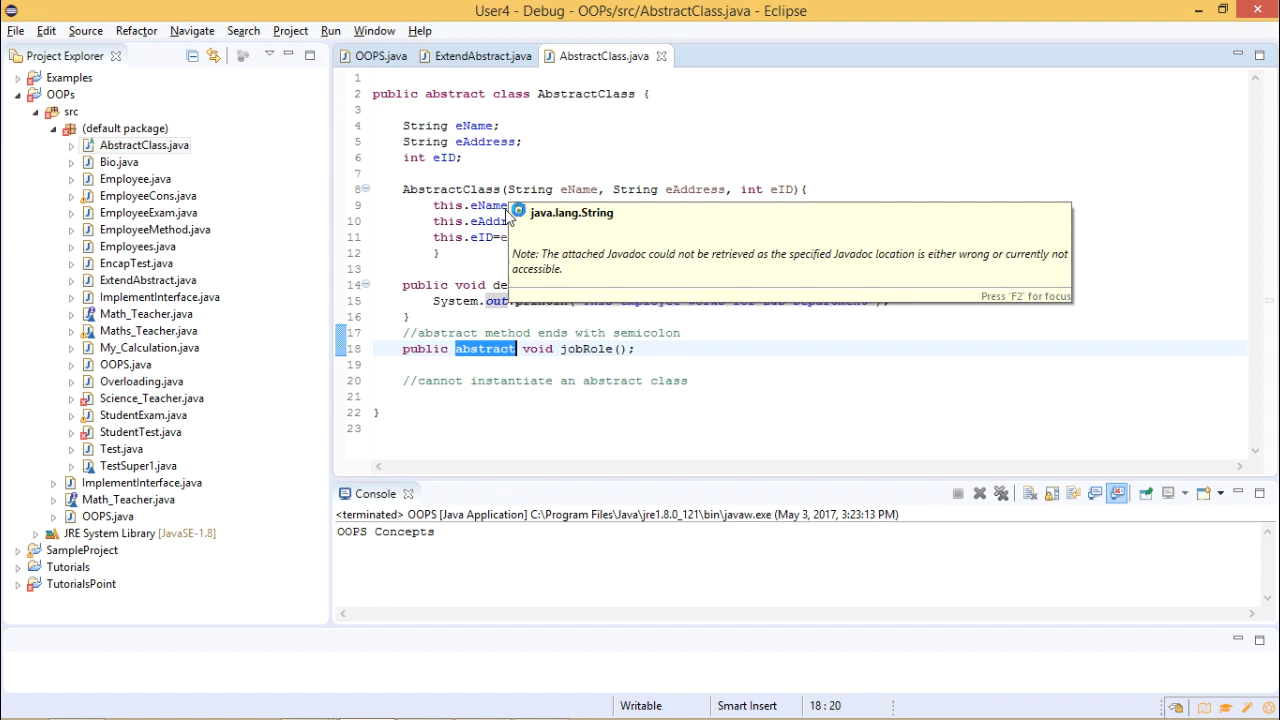 User4 - Debug - OOPs/src/AbstractClass.java - Eclipse
File Edit Source Refactor Navigate Search Project Run Window Help
Project Explorer
Examples
OOPs
src
(default package)
AbstractClass.java
Bio.java
Employee.java
EmployeeCons.java
EmployeeExam.java
EmployeeMethod.java
Employees.java
EncapTest.java
ExtendAbstract.java
ImplementInterface.java
Math_Teacher.java
Maths_Teacher.java
My_Calculation.java
OOPS.java
Overloading.java
Science_Teacher.java
StudentExam.java
StudentTest.java
Test.java
TestSuper1.java
ImplementInterface.java
Math_Teacher.java
OOPS.java
JRE System Library [JavaSE-1.8]
SampleProject
Tutorials
TutorialsPoint
OOPS.java ExtendAbstract.java AbstractClass.java
1
2 public abstract class AbstractClass {
3
4 String eName;
5 String eAddress;
6 int eID;
7
8 AbstractClass(String eName, String eAddress, int eID){
9 this.eName
10 this.eAddr
11 this.eID=e
12 }
13
14 public void de
15 System.out.println("This employee works for Sub Department");
16 }
17 //abstract method ends with semicolon
18 public abstract void jobRole();
19
20 //cannot instantiate an abstract class
21
22 }
23
java.lang.String
Note: The attached Javadoc could not be retrieved as the specified Javadoc location is either wrong or currently not
accessible.
Press 'F2' for focus
Console
<terminated> OOPS [Java Application] C:\Program Files\Java\jre1.8.0_121\bin\javaw.exe (May 3, 2017, 3:23:13 PM)
OOPS Concepts
Writable Smart Insert 18 : 20